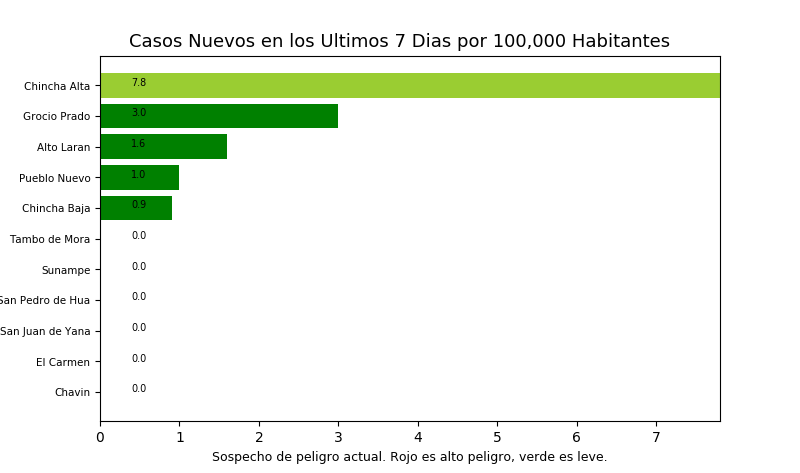 Casos Nuevos en los Ultimos 7 Dias por 100,000 Habitantes
Chincha Alta 7.8
Grocio Prado 3.0
Alto Laran 1.6
Pueblo Nuevo 1.0
Chincha Baja 0.9
Tambo de Mora 0.0
Sunampe 0.0
San Pedro de Hua 0.0
San Juan de Yana 0.0
El Carmen 0.0
Chavin 0.0
0 1 2 3 4 5 6 7
Sospecho de peligro actual. Rojo es alto peligro, verde es leve.